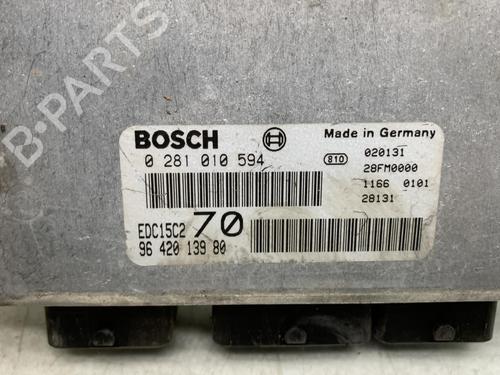 B-PARTS
BOSCH
Made in Germany
0 281 010 594
810
020131
28FM0000
1166 0101
28131
EDC15C2 70
96 420 139 80